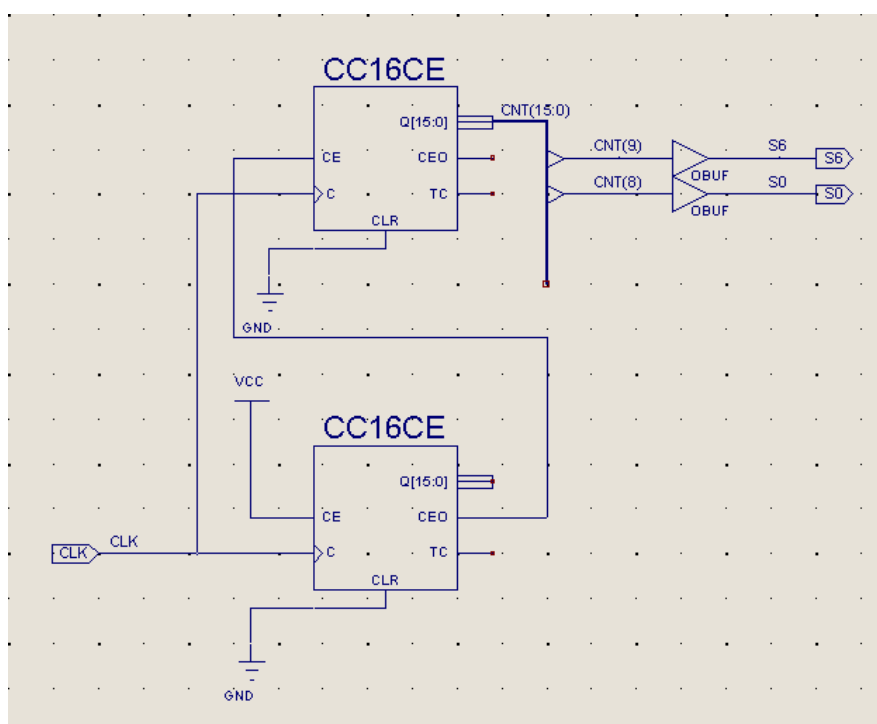 CC16CE
Q[15:0]
CNT(15:0)
CE
CEO
CNT(9)
S6
S6
OBUF
C
TC
CNT(8)
S0
S0
OBUF
CLR
GND
VCC
CC16CE
Q[15:0]
CE
CEO
CLK
CLK
C
TC
CLR
GND